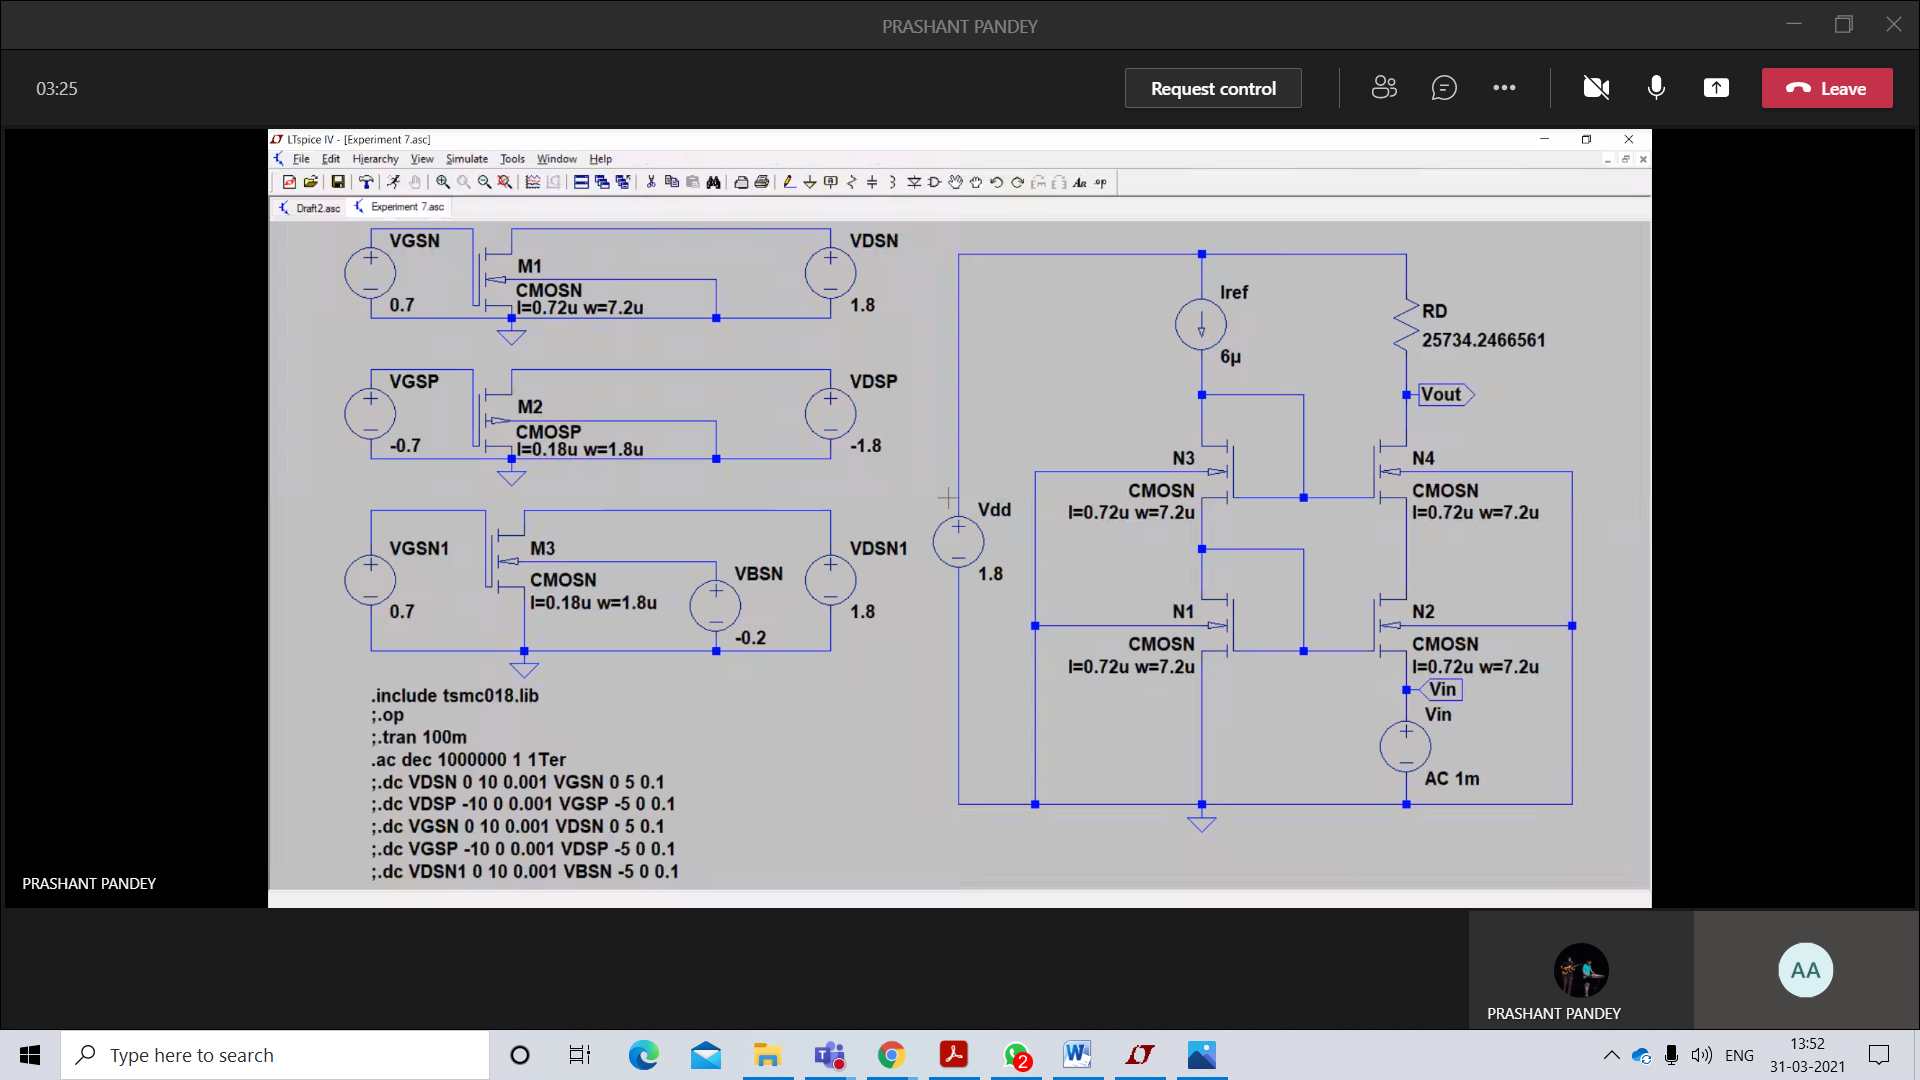 PRASHANT PANDEY
03:25
Request control
Leave
LTspice IV - [Experiment 7.asc]
File Edit Hierarchy View Simulate Tools Window Help
Aa .op
Draft2.asc Experiment 7.asc
VGSN
M1
CMOSN
l=0.72u w=7.2u
0.7
VDSN
1.8
VGSP
M2
CMOSP
l=0.18u w=1.8u
-0.7
VDSP
-1.8
VGSN1
M3
CMOSN
l=0.18u w=1.8u
0.7
VBSN
-0.2
VDSN1
1.8
Vdd
1.8
Iref
6µ
RD
25734.2466561
Vout
N3
CMOSN
l=0.72u w=7.2u
N4
CMOSN
l=0.72u w=7.2u
N1
CMOSN
l=0.72u w=7.2u
N2
CMOSN
l=0.72u w=7.2u
Vin
Vin
AC 1m
.include tsmc018.lib
;.op
;.tran 100m
.ac dec 1000000 1 1Ter
;.dc VDSN 0 10 0.001 VGSN 0 5 0.1
;.dc VDSP -10 0 0.001 VGSP -5 0 0.1
;.dc VGSN 0 10 0.001 VDSN 0 5 0.1
;.dc VGSP -10 0 0.001 VDSP -5 0 0.1
;.dc VDSN1 0 10 0.001 VBSN -5 0 0.1
PRASHANT PANDEY
AA
PRASHANT PANDEY
Type here to search
2
ENG
13:52
31-03-2021